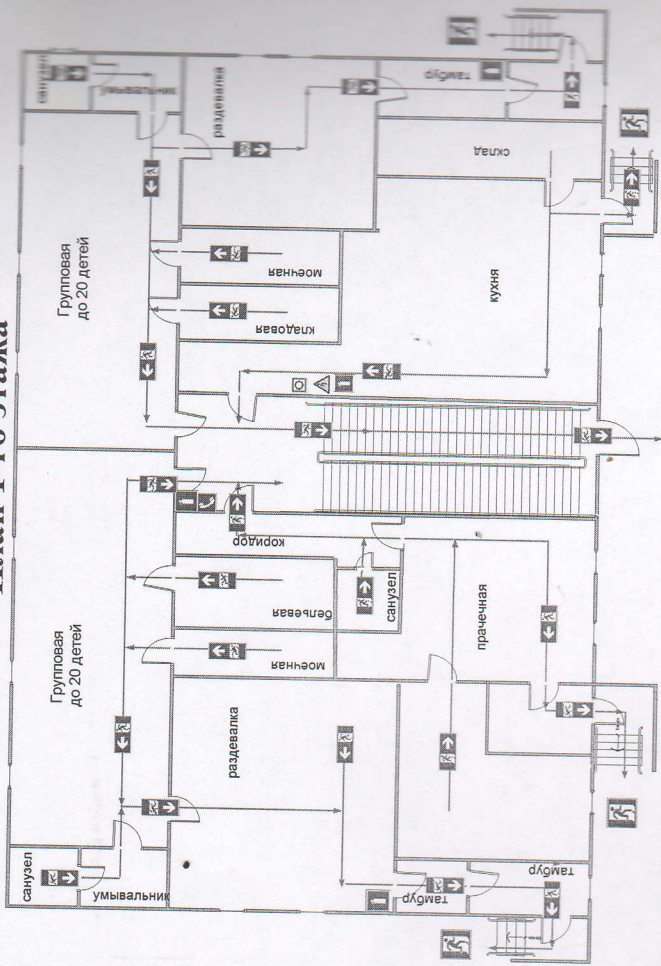 План 1-го этажа
санузел
умывальник
Групповая
до 20 детей
раздевалка
тамбур
моечная
кладовая
склад
кухня
Групповая
до 20 детей
коридор
бельевая
моечная
санузел
прачечная
раздевалка
санузел
умывальник
тамбур
тамбур